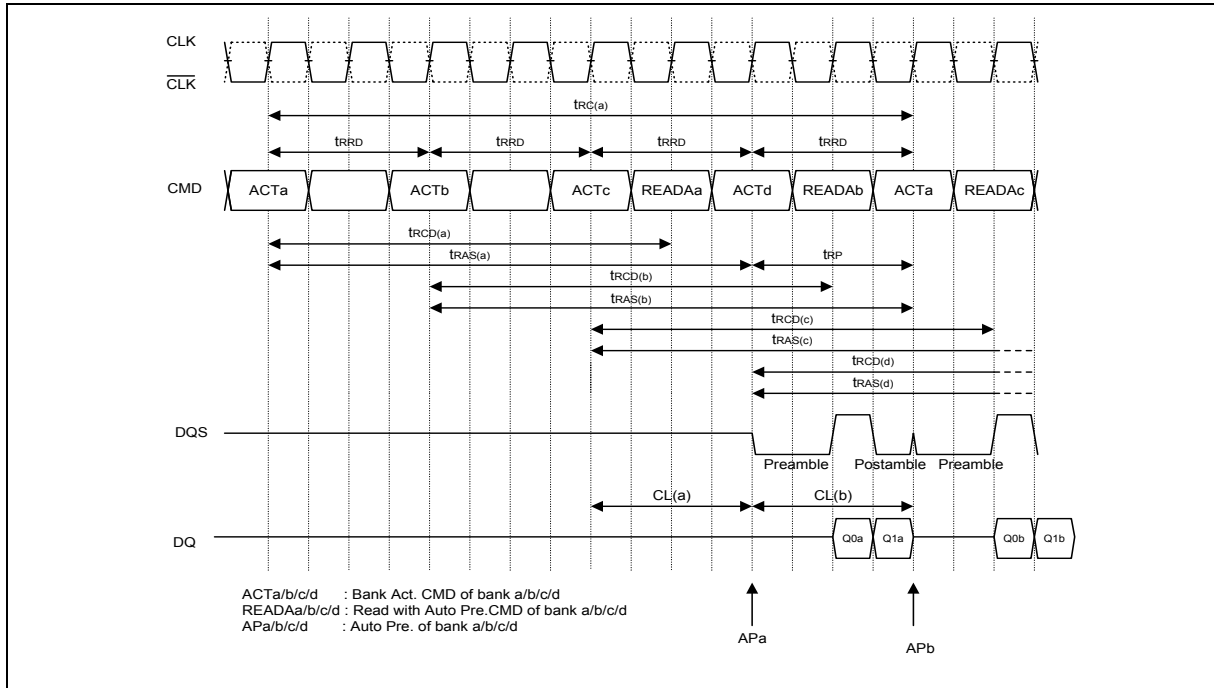 CLK
CLK
tRC(a)
tRRD tRRD tRRD tRRD
CMD ACTa ACTb ACTc READAa ACTd READAb ACTa READAc
tRCD(a)
tRAS(a) tRP
tRCD(b)
tRAS(b)
tRCD(c)
tRAS(c)
tRCD(d)
tRAS(d)
DQS
Preamble Postamble Preamble
CL(a) CL(b)
DQ Q0a Q1a Q0b Q1b
ACTa/b/c/d : Bank Act. CMD of bank a/b/c/d
READAa/b/c/d : Read with Auto Pre.CMD of bank a/b/c/d
APa/b/c/d : Auto Pre. of bank a/b/c/d
APa APb